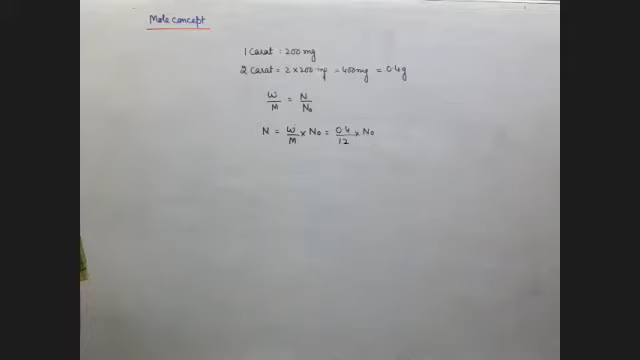 Mole concept
1 Carat = 200 mg
2 Carat = 2 × 200 mg = 400 mg = 0.4 g
W/M = N/N₀
N = W/M × N₀ = 0.4/12 × N₀